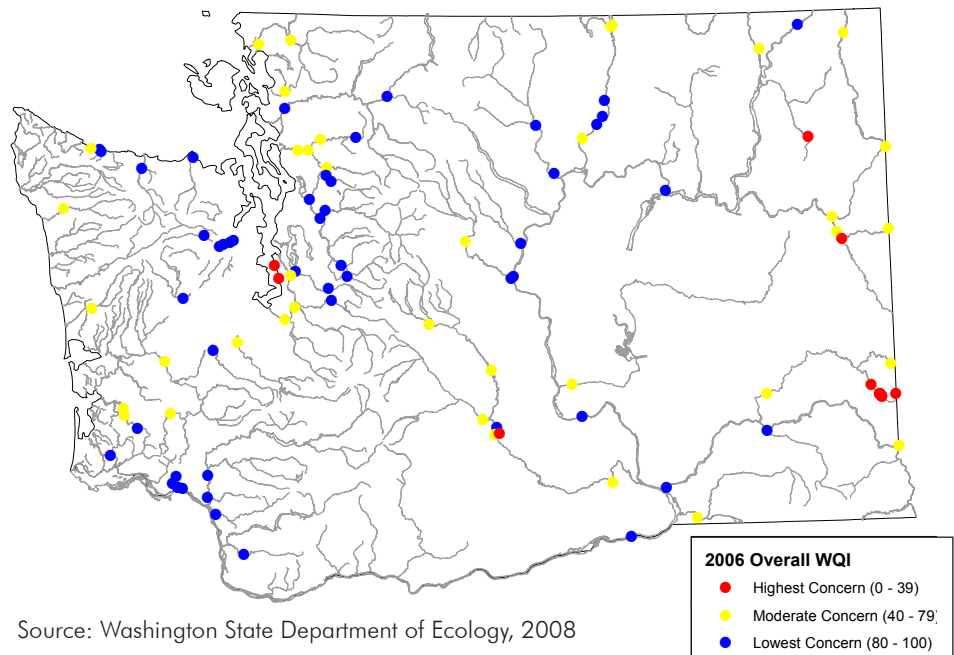 2006 Overall WQI
Highest Concern (0 - 39)
Moderate Concern (40 - 79)
Lowest Concern (80 - 100)
Source: Washington State Department of Ecology, 2008